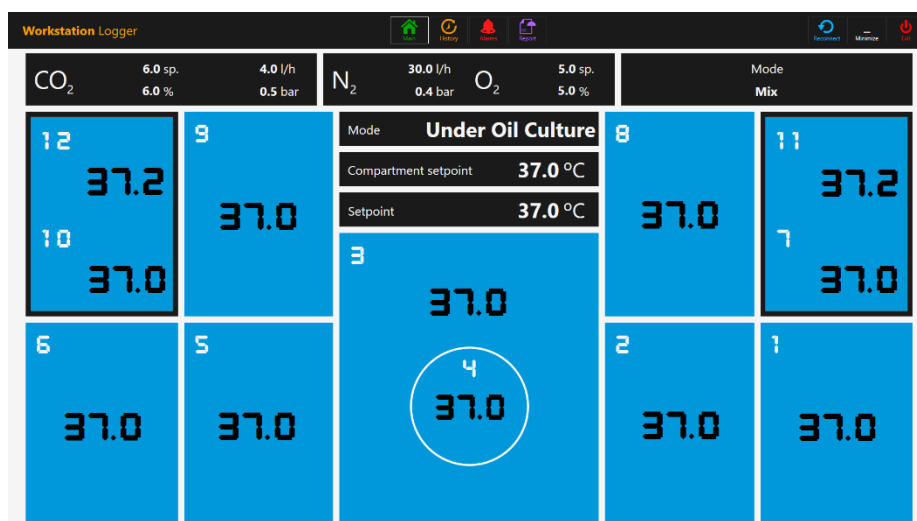 Workstation Logger
Main History Alarms Report
Reconnect Minimize Exit
CO2 6.0 sp. 4.0 l/h
6.0 % 0.5 bar
N2 30.0 l/h O2 5.0 sp.
0.4 bar 5.0 %
Mode
Mix
12
37.2
10
37.0
9
37.0
Mode Under Oil Culture
Compartment setpoint 37.0 ºC
Setpoint 37.0 ºC
8
37.0
11
37.2
7
37.0
3
37.0
4
37.0
6
37.0
5
37.0
2
37.0
1
37.0